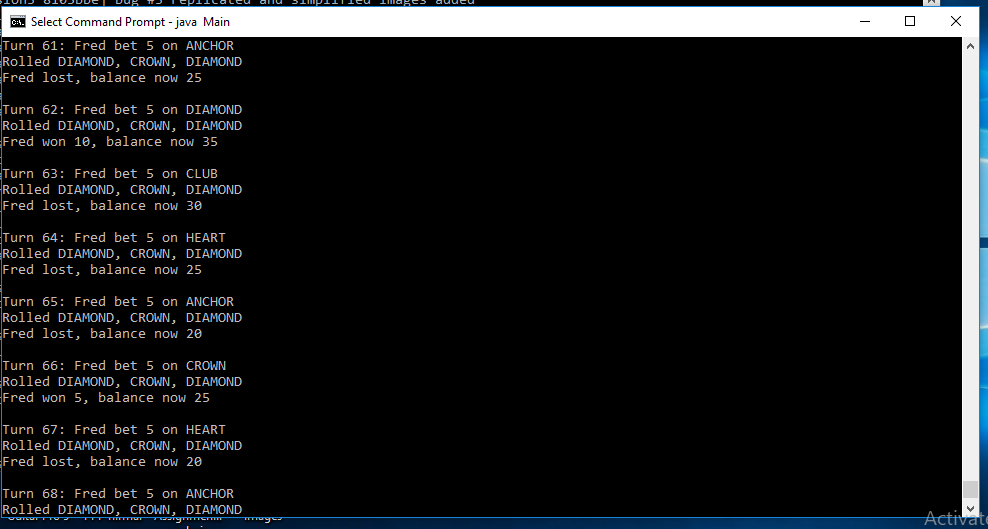 bug #3 replicated and simplified images added
Select Command Prompt - java Main
Turn 61: Fred bet 5 on ANCHOR
Rolled DIAMOND, CROWN, DIAMOND
Fred lost, balance now 25
Turn 62: Fred bet 5 on DIAMOND
Rolled DIAMOND, CROWN, DIAMOND
Fred won 10, balance now 35
Turn 63: Fred bet 5 on CLUB
Rolled DIAMOND, CROWN, DIAMOND
Fred lost, balance now 30
Turn 64: Fred bet 5 on HEART
Rolled DIAMOND, CROWN, DIAMOND
Fred lost, balance now 25
Turn 65: Fred bet 5 on ANCHOR
Rolled DIAMOND, CROWN, DIAMOND
Fred lost, balance now 20
Turn 66: Fred bet 5 on CROWN
Rolled DIAMOND, CROWN, DIAMOND
Fred won 5, balance now 25
Turn 67: Fred bet 5 on HEART
Rolled DIAMOND, CROWN, DIAMOND
Fred lost, balance now 20
Turn 68: Fred bet 5 on ANCHOR
Rolled DIAMOND, CROWN, DIAMOND
Activate